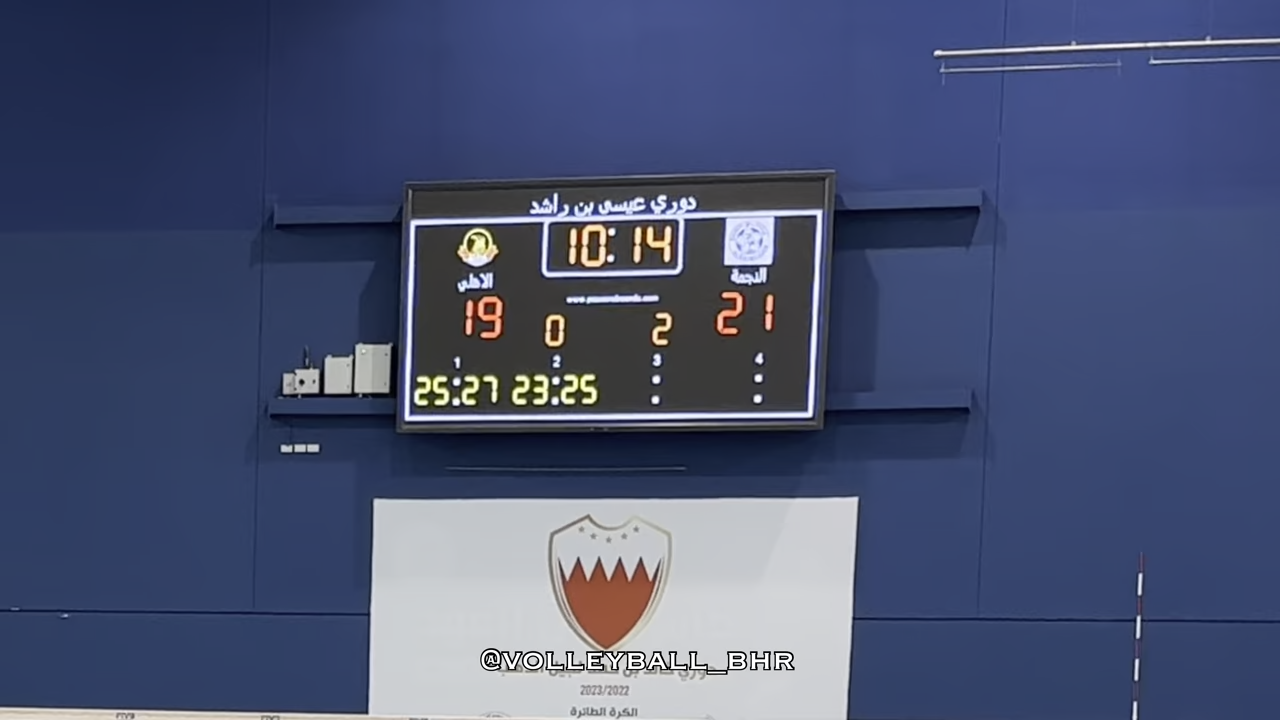 دوري عيسى بن راشد
10:14
الاهلي
النجمة
19 0 2 21
1 2 3 4
25:27 23:25 : :
@VOLLEYBALL_BHR
2023/2022
الكرة الطائرة